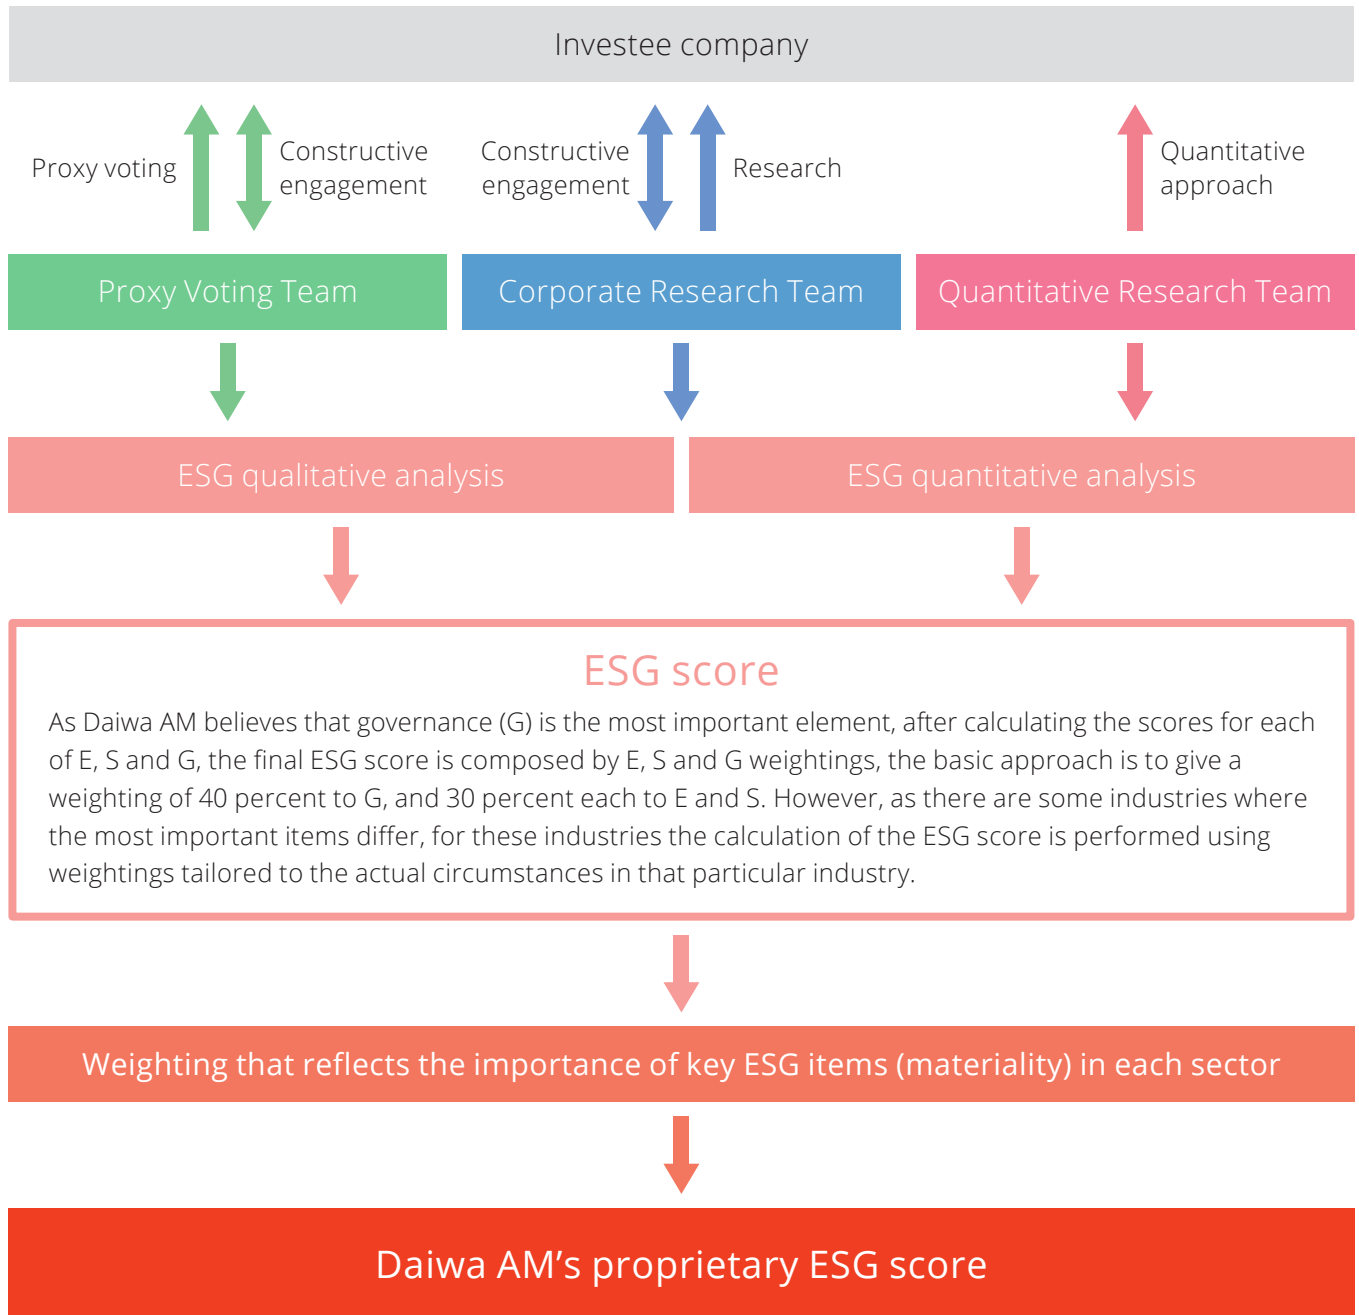 Investee company
Proxy voting
Constructive
engagement
Constructive
engagement
Research
Quantitative
approach
Proxy Voting Team
Corporate Research Team
Quantitative Research Team
ESG qualitative analysis
ESG quantitative analysis
ESG score
As Daiwa AM believes that governance (G) is the most important element, after calculating the scores for each
of E, S and G, the final ESG score is composed by E, S and G weightings, the basic approach is to give a
weighting of 40 percent to G, and 30 percent each to E and S. However, as there are some industries where
the most important items differ, for these industries the calculation of the ESG score is performed using
weightings tailored to the actual circumstances in that particular industry.
Weighting that reflects the importance of key ESG items (materiality) in each sector
Daiwa AM’s proprietary ESG score